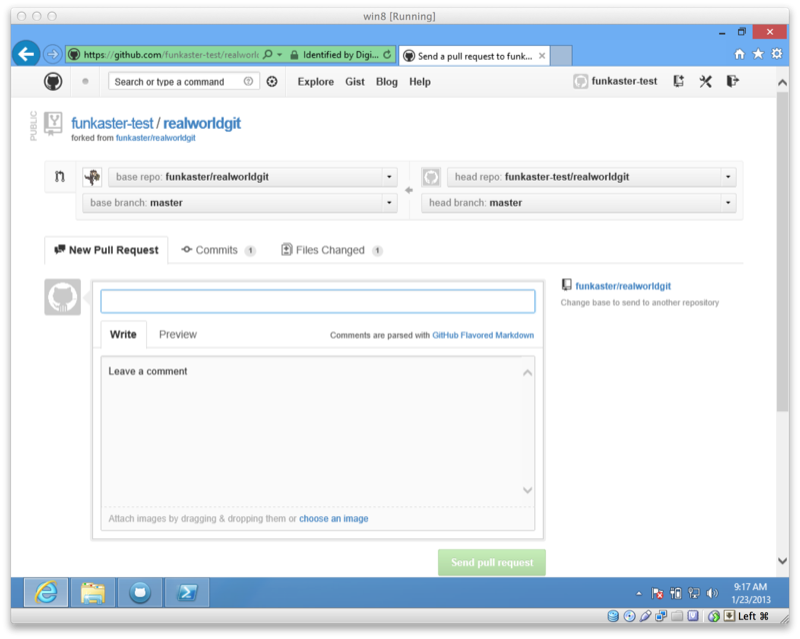 win8 [Running]
https://github.com/funkaster-test/realworl
Identified by Digi...
Send a pull request to funk...
Search or type a command
Explore Gist Blog Help
funkaster-test
PUBLIC
funkaster-test / realworldgit
forked from funkaster/realworldgit
base repo: funkaster/realworldgit
head repo: funkaster-test/realworldgit
base branch: master
head branch: master
New Pull Request
Commits 1
Files Changed 1
funkaster/realworldgit
Change base to send to another repository
Write Preview
Comments are parsed with GitHub Flavored Markdown
Leave a comment
Attach images by dragging & dropping them or choose an image
Send pull request
9:17 AM
1/23/2013
Left ⌘